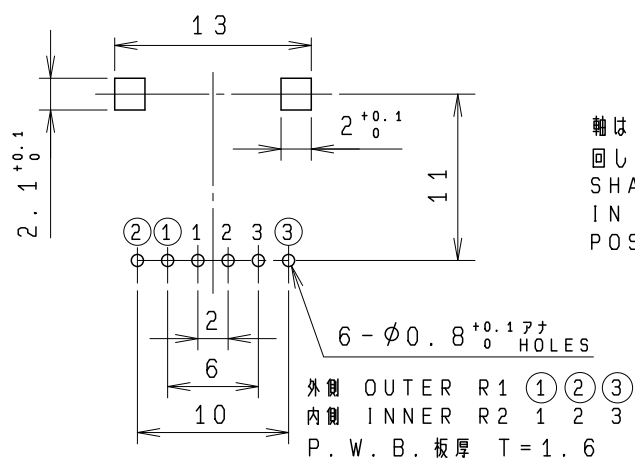 13
2 +0.1 0
2.1 +0.1 0
11
軸は
回し
SHA
IN
POS
② ① 1 2 3 ③
2
6
10
6-φ0.8 +0.1 0 アナ HOLES
外側 OUTER R1 ① ② ③
内側 INNER R2 1 2 3
P.W.B. 板厚 T=1.6